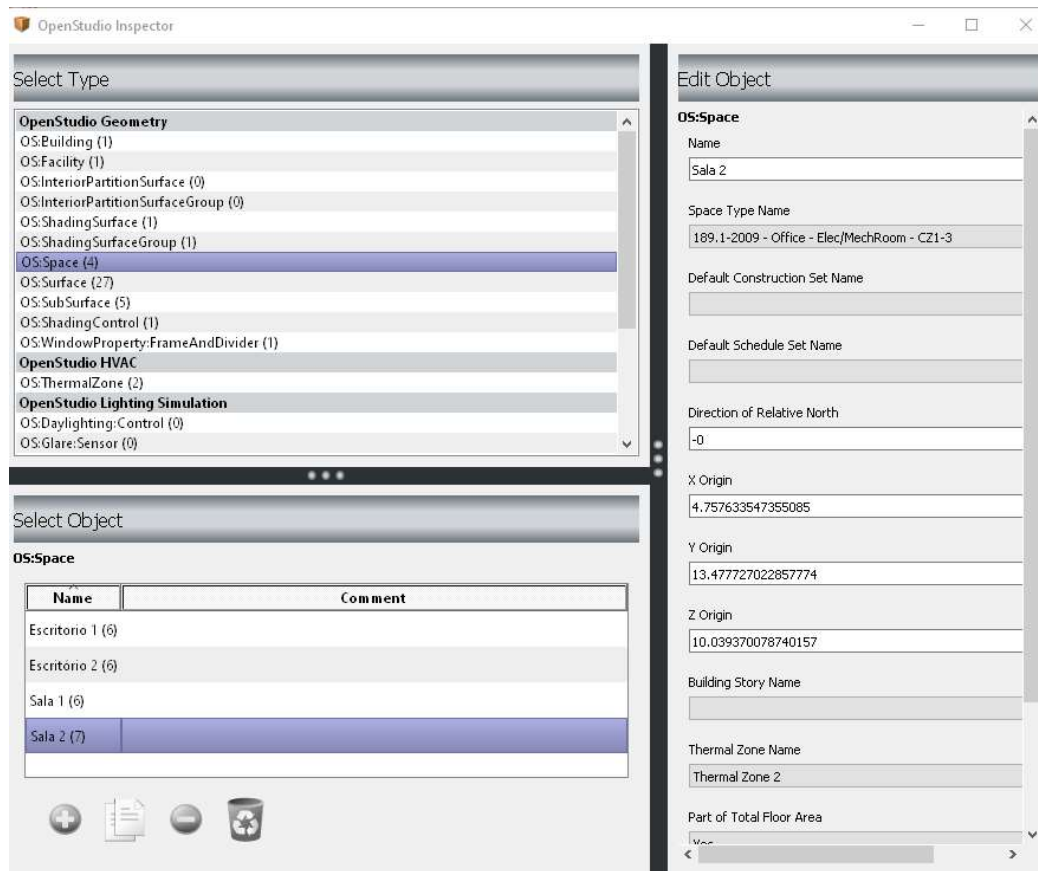 OpenStudio Inspector
Select Type
OpenStudio Geometry
OS:Building (1)
OS:Facility (1)
OS:InteriorPartitionSurface (0)
OS:InteriorPartitionSurfaceGroup (0)
OS:ShadingSurface (1)
OS:ShadingSurfaceGroup (1)
OS:Space (4)
OS:Surface (27)
OS:SubSurface (5)
OS:ShadingControl (1)
OS:WindowProperty:FrameAndDivider (1)
OpenStudio HVAC
OS:ThermalZone (2)
OpenStudio Lighting Simulation
OS:Daylighting:Control (0)
OS:Glare:Sensor (0)
Select Object
OS:Space
Name Comment
Escritorio 1 (6)
Escritório 2 (6)
Sala 1 (6)
Sala 2 (7)
Edit Object
OS:Space
Name
Sala 2
Space Type Name
189.1-2009 - Office - Elec/MechRoom - CZ1-3
Default Construction Set Name
Default Schedule Set Name
Direction of Relative North
-0
X Origin
4.757633547355085
Y Origin
13.477727022857774
Z Origin
10.039370078740157
Building Story Name
Thermal Zone Name
Thermal Zone 2
Part of Total Floor Area
Yes